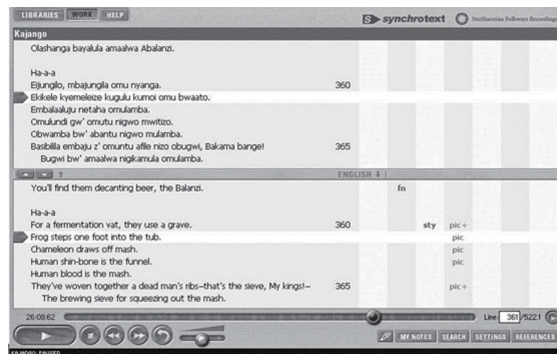 LIBRARIES WORK HELP
synchrotext Smithsonian Folkways Recordings
Kajango
Olashanga bayalula amaalwa Abalanzi.
Ha-a-a
Eijungilo, mbajungila omu nyanga. 360
Ekikele kyemeleize kugulu kumoi omu bwaato.
Embalaaluju netaha omulamba.
Omulundi gw' omutu nigwo mwitizo.
Obwamba bw' abantu nigwo mulamba.
Basibilila embaju z' omuntu afile nizo obugwi, Bakama bange! 365
Bugwi bw' amaalwa nigikamula omulamba.
ENGLISH
You'll find them decanting beer, the Balanzi. fn
Ha-a-a
For a fermentation vat, they use a grave. 360 sty pic+
Frog steps one foot into the tub. pic
Chameleon draws off mash. pic
Human shin-bone is the funnel. pic
Human blood is the mash.
They've woven together a dead man's ribs–that's the sieve, My kings!– 365 pic+
The brewing sieve for squeezing out the mash.
26:08.62 Line 361 /522.1
MY NOTES SEARCH SETTINGS REFERENCES
KAJANGO: PAUSED